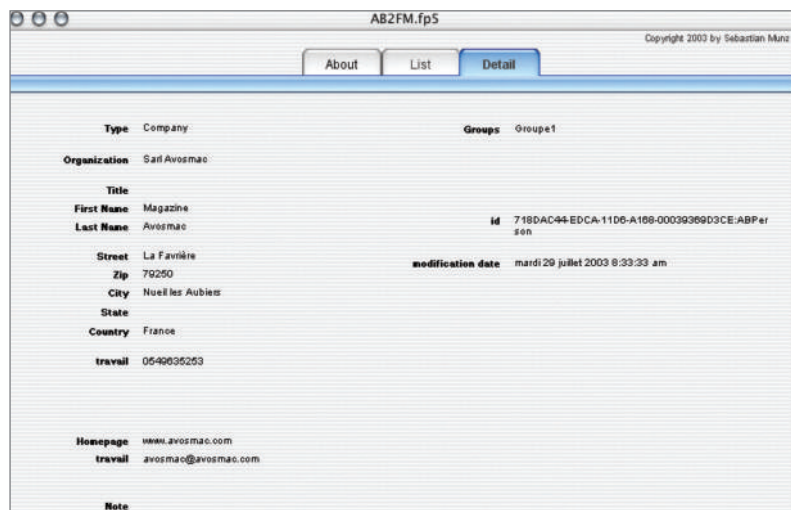 AB2FM.fp5
Copyright 2003 by Sebastian Munz
About
List
Detail
Type Company
Groups Groupe1
Organization Sarl Avosmac
Title
First Name Magazine
Last Name Avosmac
id 718DAC44-EDCA-11D6-A168-00039369D3CE:ABPer
son
Street La Favrière
modification date mardi 29 juillet 2003 8:33:33 am
Zip 79250
City Nueil les Aubiers
State
Country France
travail 0549635253
Homepage www.avosmac.com
travail avosmac@avosmac.com
Note